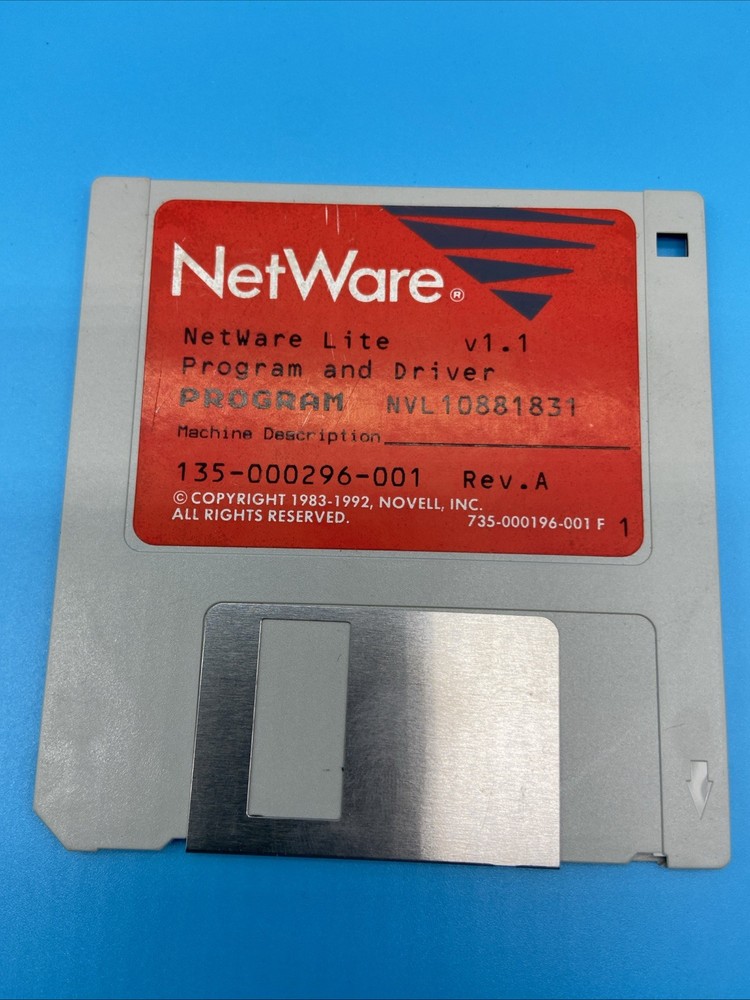 NetWare®
NetWare Lite v1.1
Program and Driver
PROGRAM NVL10881831
Machine Description
135-000296-001 Rev.A
© COPYRIGHT 1983-1992, NOVELL, INC.
ALL RIGHTS RESERVED. 735-000196-001 F 1